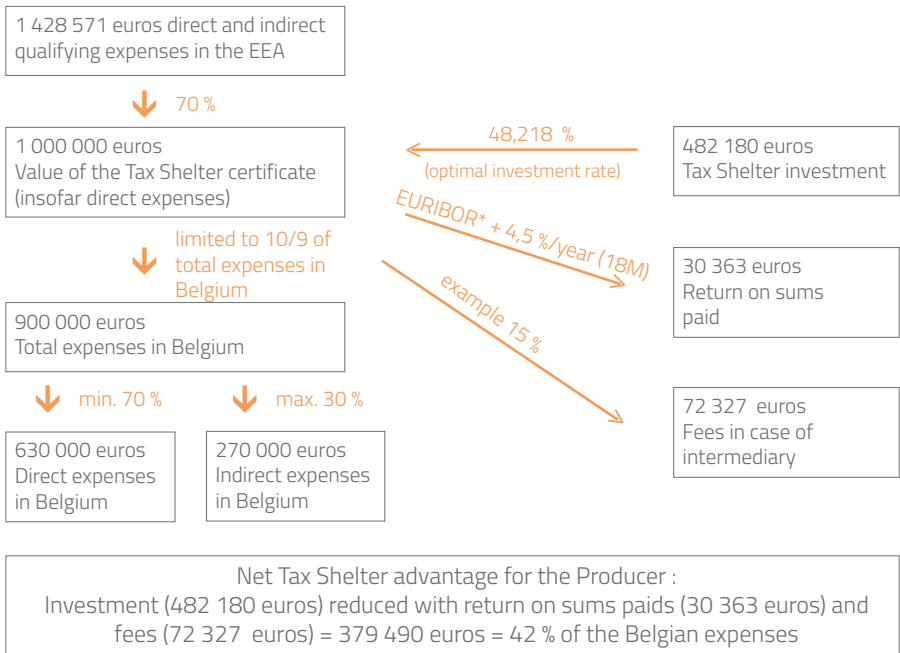 1 428 571 euros direct and indirect
qualifying expenses in the EEA
70 %
1 000 000 euros
Value of the Tax Shelter certificate
(insofar direct expenses)
48,218 %
(optimal investment rate)
482 180 euros
Tax Shelter investment
EURIBOR* + 4,5 %/year (18M)
30 363 euros
Return on sums
paid
limited to 10/9 of
total expenses in
Belgium
example 15 %
900 000 euros
Total expenses in Belgium
72 327 euros
Fees in case of
intermediary
min. 70 %
max. 30 %
630 000 euros
Direct expenses
in Belgium
270 000 euros
Indirect expenses
in Belgium
Net Tax Shelter advantage for the Producer :
Investment (482 180 euros) reduced with return on sums paids (30 363 euros) and
fees (72 327 euros) = 379 490 euros = 42 % of the Belgian expenses